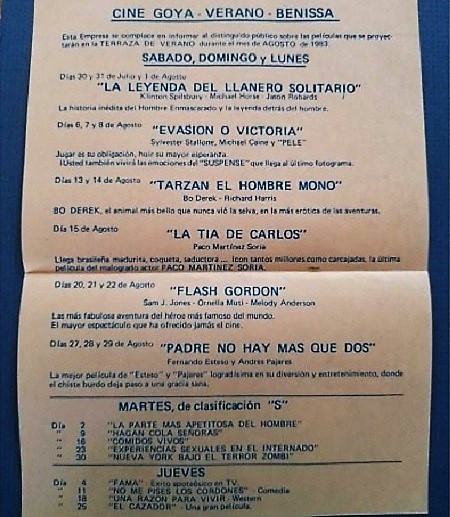 CINE GOYA - VERANO - BENISSA
Esta Empresa se complace en informar al distinguido público sobre las películas que se proyec-
tarán en la TERRAZA DE VERANO durante el mes de AGOSTO de 1983.
SABADO, DOMINGO y LUNES
Días 30 y 31 de Julio y 1 de Agosto
"LA LEYENDA DEL LLANERO SOLITARIO"
Klinton Spilsbury - Michael Horse - Jason Robards
La historia inédita del Hombre Enmascarado y la leyenda detrás del hombre.
Días 6, 7 y 8 de Agosto "EVASION O VICTORIA"
Sylvester Stallone, Michael Caine y "PELE"
Jugar es su obligación, huir su mayor esperanza.
¡Usted también vivirá las emociones del "SUSPENSE" que llega al último fotograma.
Días 13 y 14 de Agosto "TARZAN EL HOMBRE MONO"
Bo Derek - Richard Harris
BO DEREK, el animal más bello que nunca vió la selva, en la más erótica de las aventuras.
Día 15 de Agosto "LA TIA DE CARLOS"
Paco Martínez Soria
Llega brasileña madurita, coqueta, seductora ... ¡con tantos millones como carcajadas, la última
película del malogrado actor PACO MARTINEZ SORIA.
Días 20, 21 y 22 de Agosto "FLASH GORDON"
Sam J. Jones - Ornella Muti - Melody Anderson
Las más fabulosa aventura del héroe más famoso del mundo.
El mayor espectáculo que ha ofrecido jamás el cine.
Días 27, 28 y 29 de Agosto "PADRE NO HAY MAS QUE DOS"
Fernando Esteso y Andres Pajares
La mejor película de "Esteso" y "Pajares" logradísima en su diversión y entretenimiento, donde
el chiste burdo deja paso a una gracia sana.
MARTES, de clasificación "S"
Día 2 "LA PARTE MAS APETITOSA DEL HOMBRE"
" 9 "HAGAN COLA SEÑORAS"
" 16 "COMIDOS VIVOS"
" 23 "EXPERIENCIAS SEXUALES EN EL INTERNADO"
" 30 "NUEVA YORK BAJO EL TERROR ZOMBI"
JUEVES
Día 4 "FAMA" - Exito apoteósico en TV.
" 11 "NO ME PISES LOS CORDONES" - Comedia
" 18 "UNA RAZON PARA VIVIR - Western
" 25 "EL CAZADOR" - Una gran película.